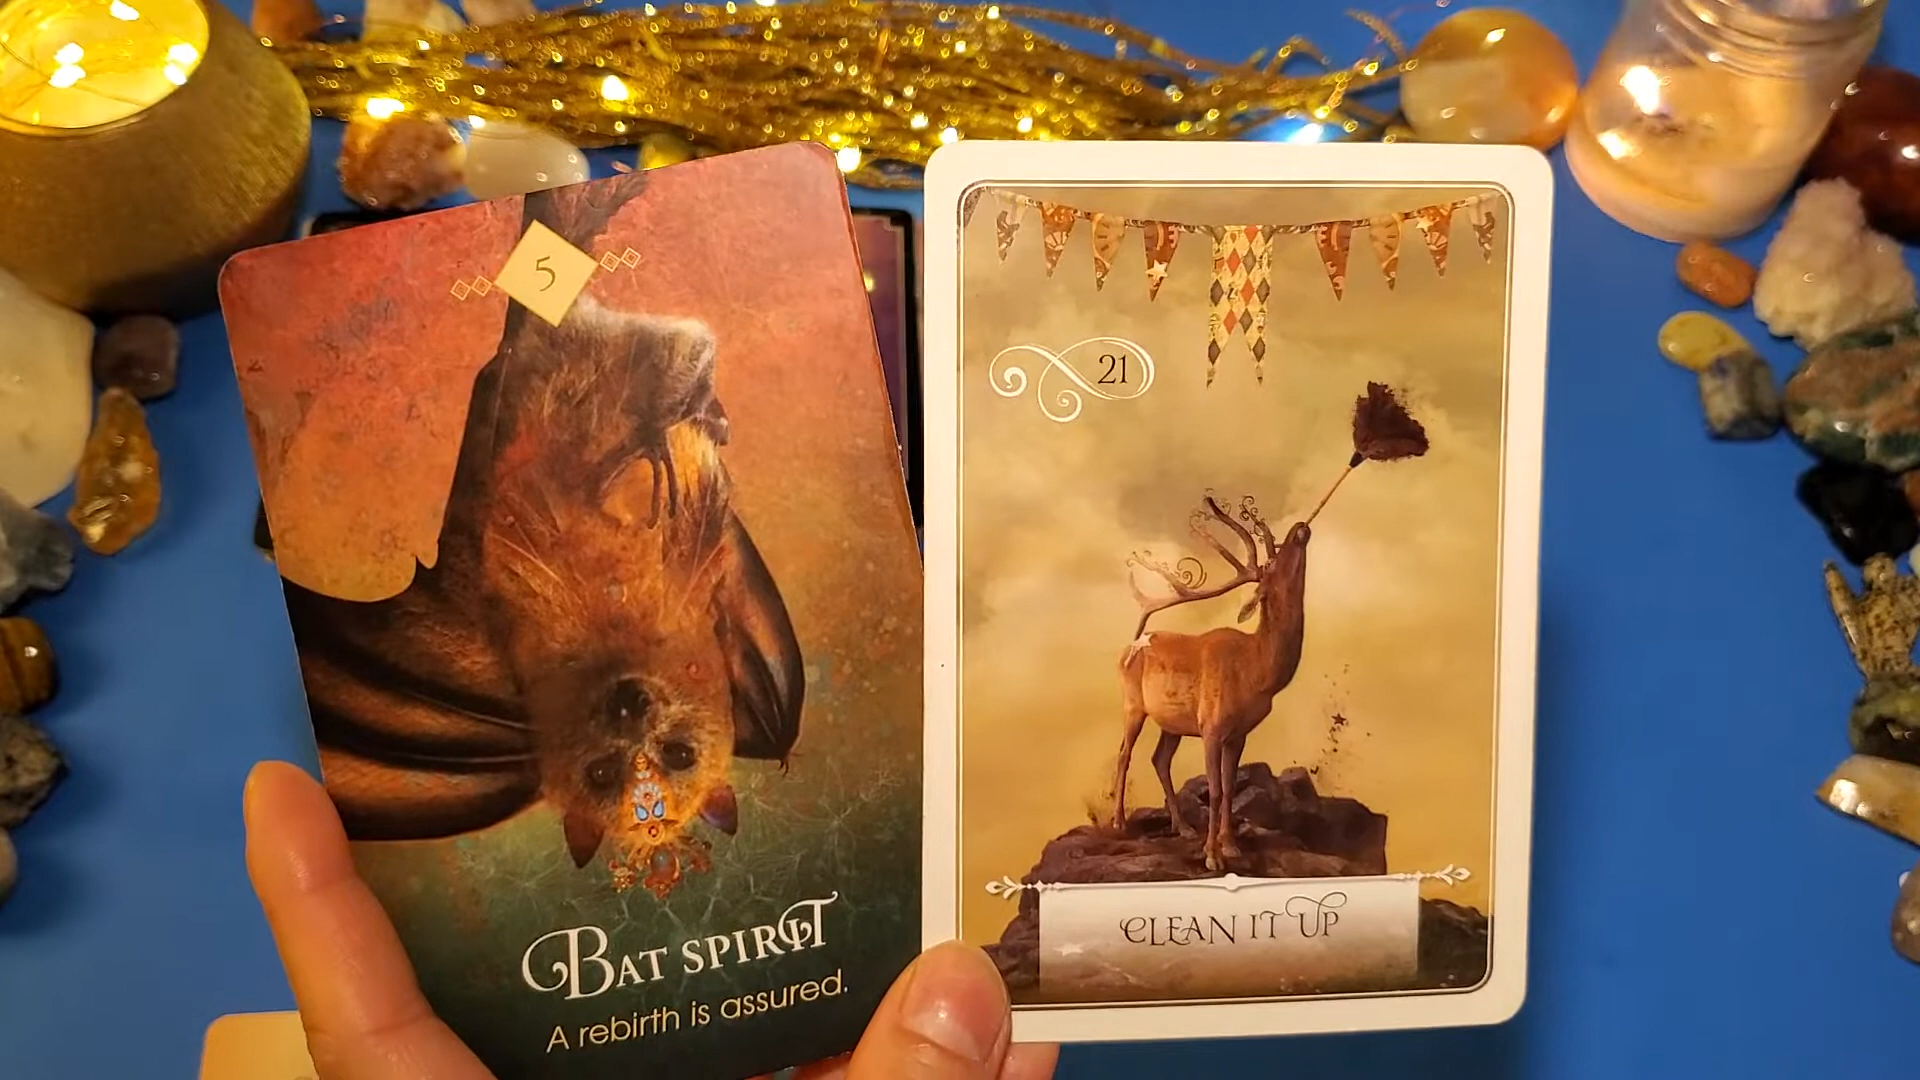 5
BAT SPIRIT
A rebirth is assured.
21
CLEAN IT UP